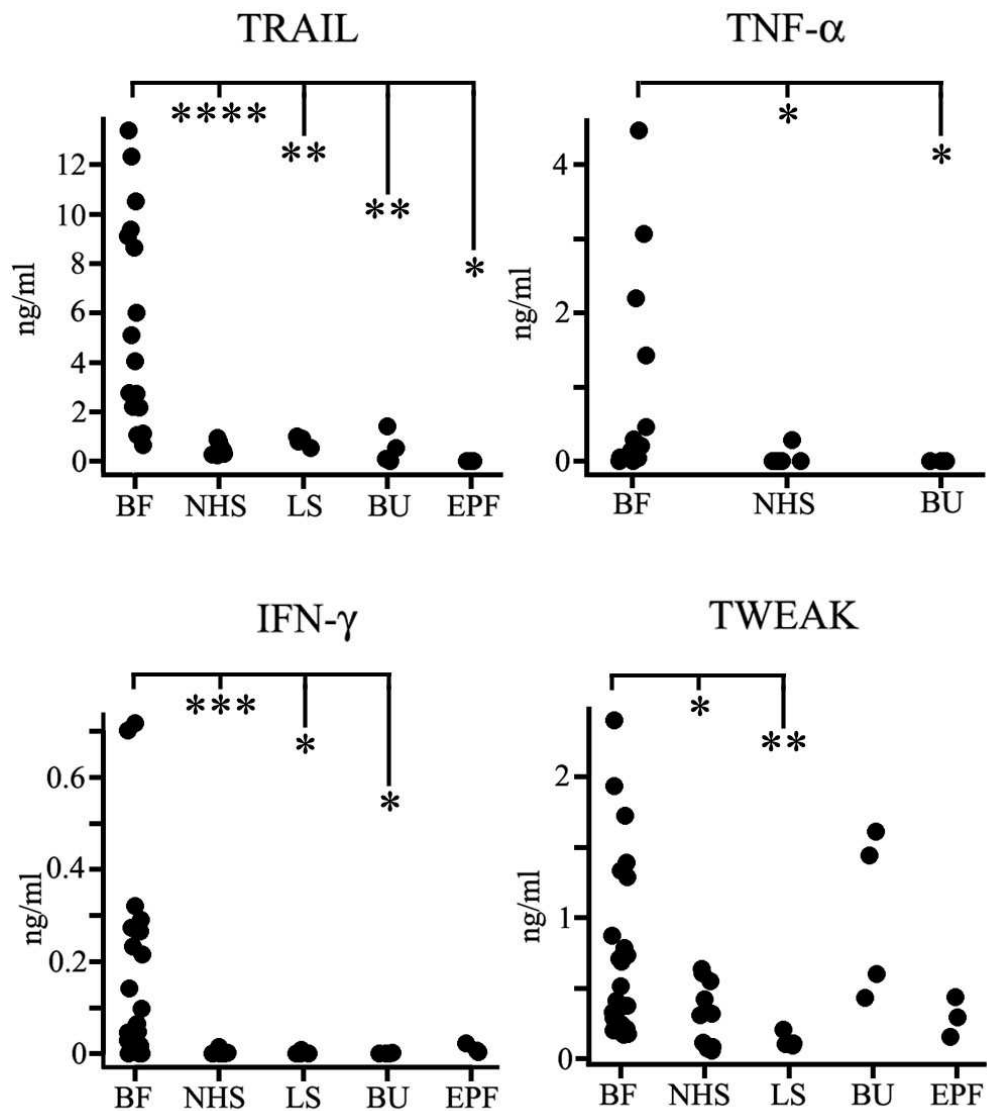 TRAIL
****
**
**
*
12
10
8
6
4
2
0
ng/ml
BF NHS LS BU EPF
TNF-α
*
*
4
2
0
ng/ml
BF NHS BU
IFN-γ
***
*
*
0.6
0.4
0.2
0
ng/ml
BF NHS LS BU EPF
TWEAK
*
**
2
1
0
ng/ml
BF NHS LS BU EPF